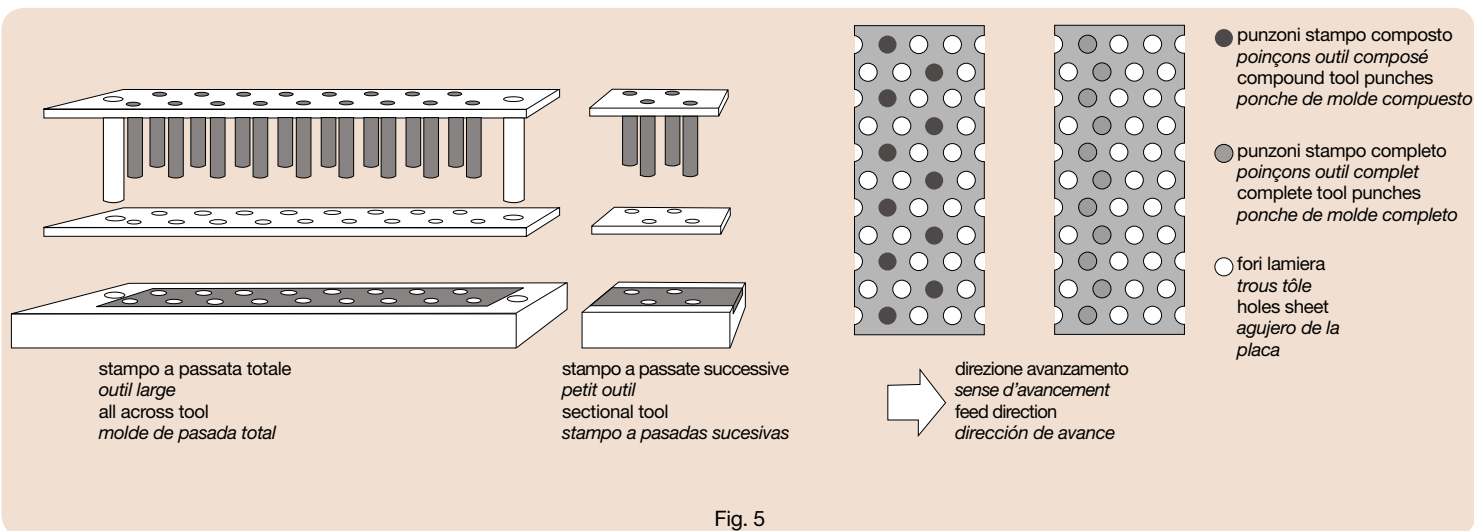 punzoni stampo composto
poinçons outil composé
compound tool punches
ponche de molde compuesto
punzoni stampo completo
poinçons outil complet
complete tool punches
ponche de molde completo
fori lamiera
trous tôle
holes sheet
agujero de la
placa
stampo a passata totale
outil large
all across tool
molde de pasada total
stampo a passate successive
petit outil
sectional tool
stampo a pasadas sucesivas
direzione avanzamento
sense d'avancement
feed direction
dirección de avance
Fig. 5